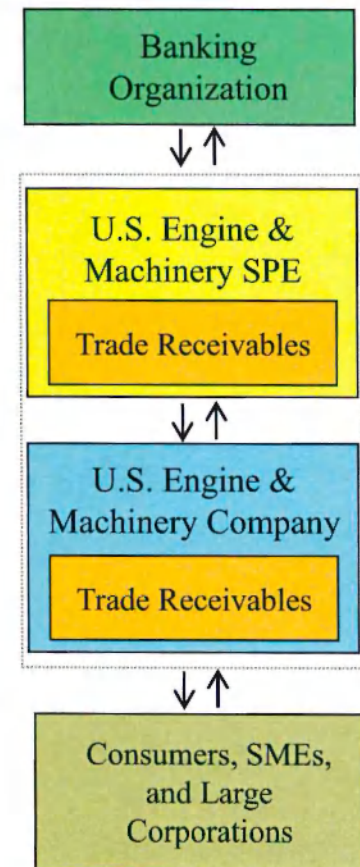 Banking
Organization
U.S. Engine &
Machinery SPE
Trade Receivables
U.S. Engine &
Machinery Company
Trade Receivables
Consumers, SMEs,
and Large
Corporations